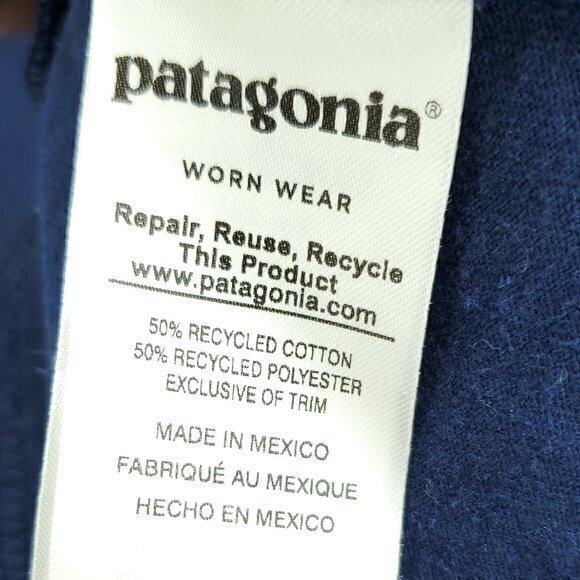 patagonia®
WORN WEAR
Repair, Reuse, Recycle
This Product
www.patagonia.com
50% RECYCLED COTTON
50% RECYCLED POLYESTER
EXCLUSIVE OF TRIM
MADE IN MEXICO
FABRIQUÉ AU MEXIQUE
HECHO EN MEXICO